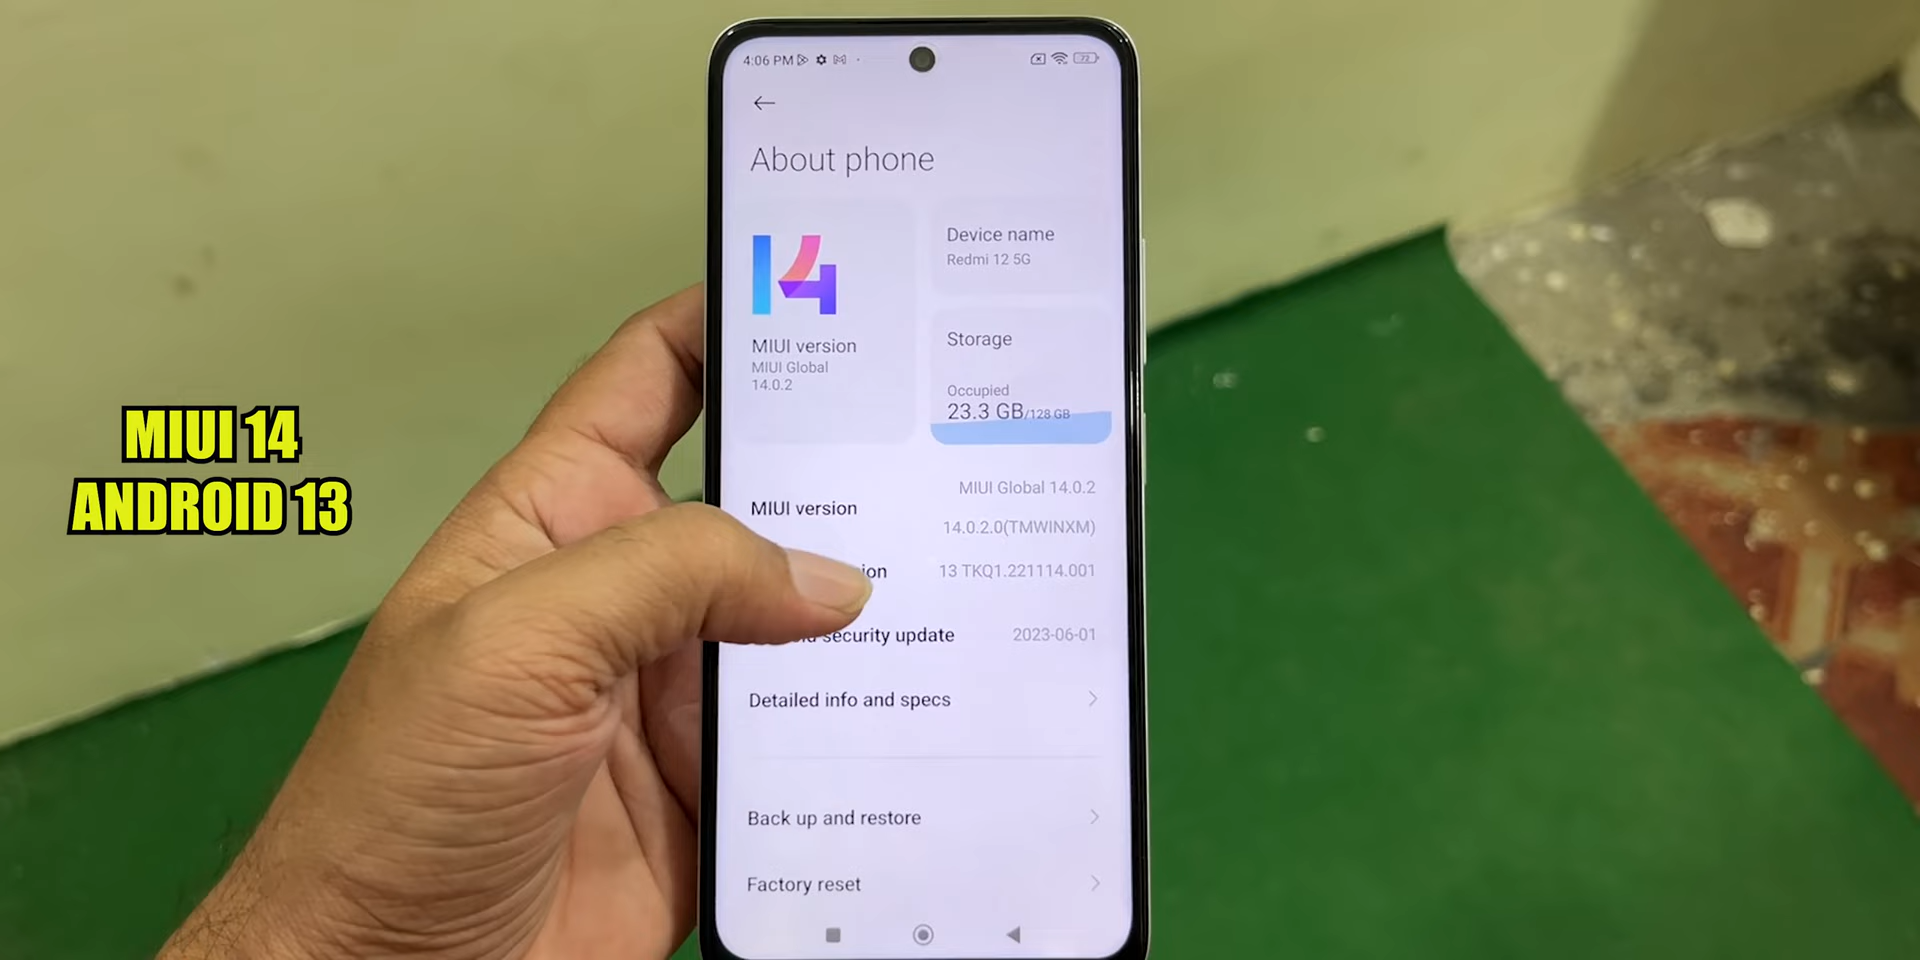 4:06 PM
72
About phone
14
MIUI version
MIUI Global
14.0.2
Device name
Redmi 12 5G
Storage
Occupied
23.3 GB/128 GB
MIUI version
MIUI Global 14.0.2
14.0.2.0(TMWINXM)
13 TKQ1.221114.001
security update
2023-06-01
Detailed info and specs
Back up and restore
Factory reset
MIUI 14
ANDROID 13